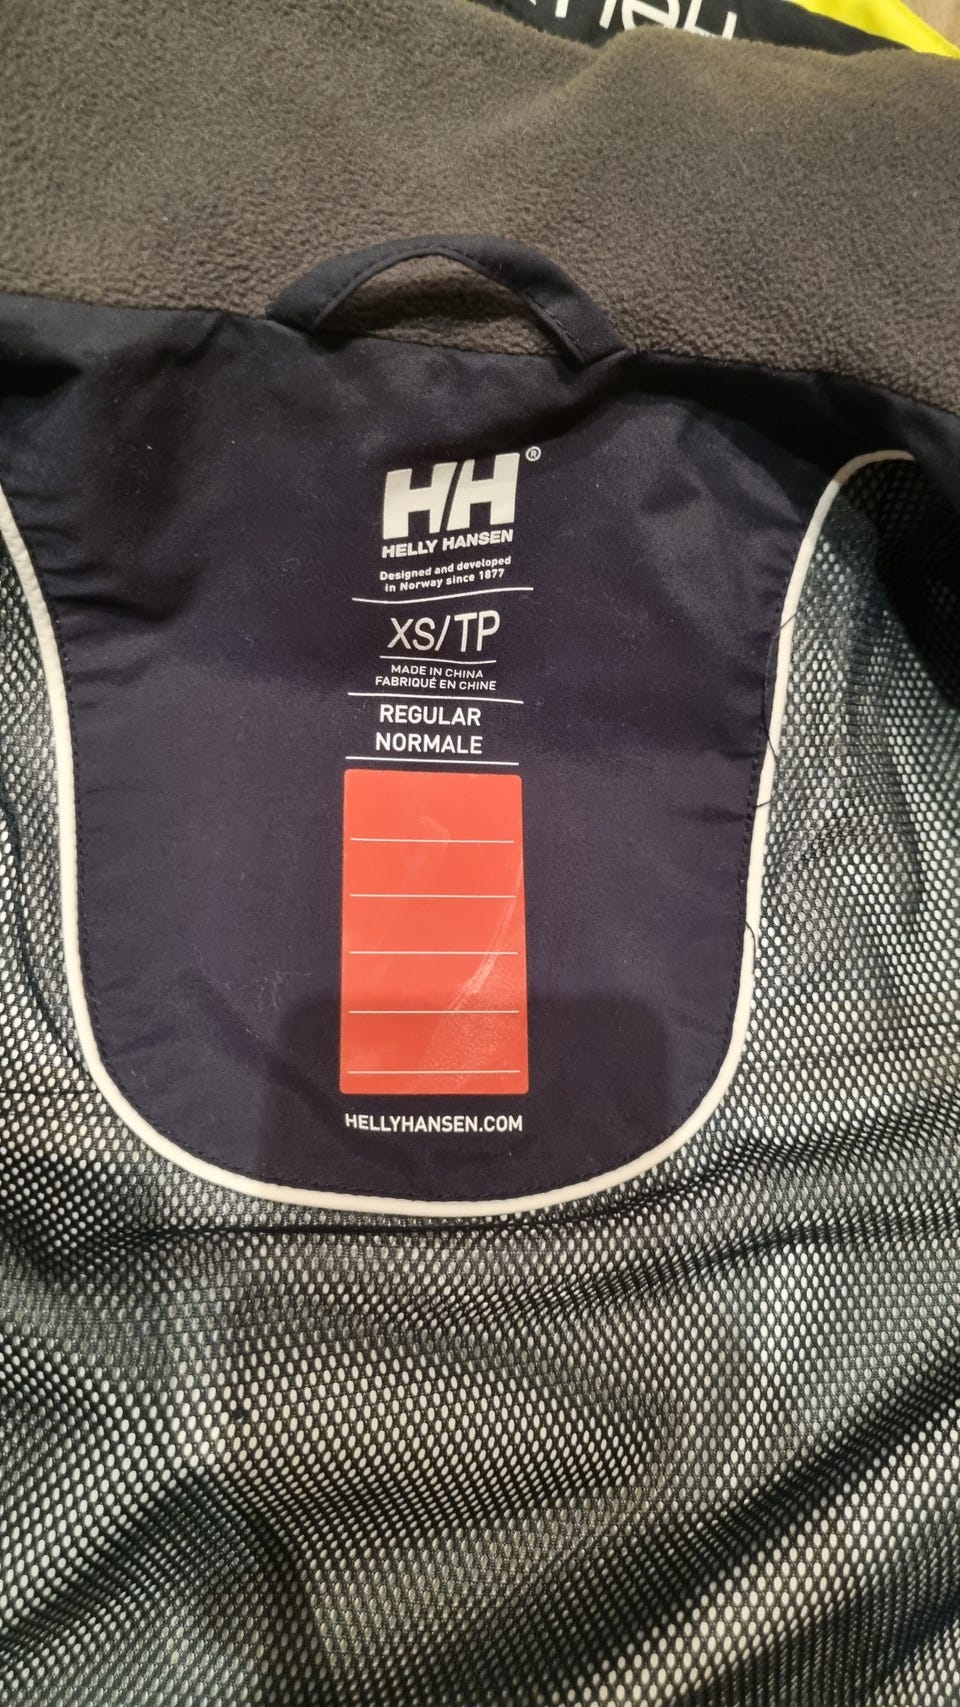 HH®
HELLY HANSEN
Designed and developed
in Norway since 1877
XS/TP
MADE IN CHINA
FABRIQUÉ EN CHINE
REGULAR
NORMALE
HELLYHANSEN.COM